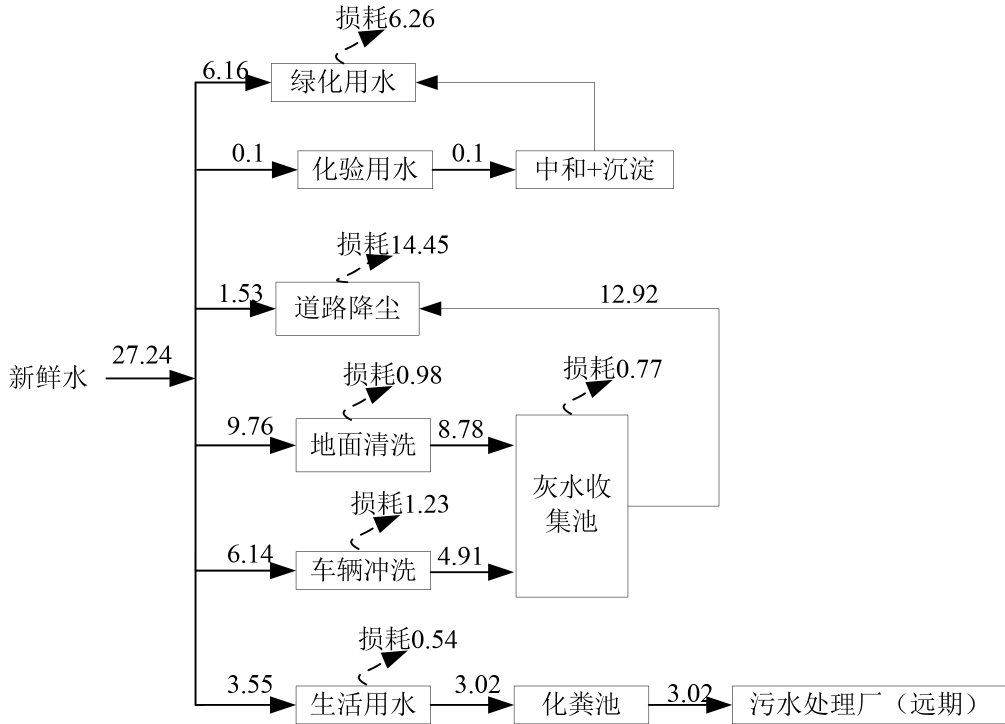 损耗6.26
6.16
绿化用水
0.1
化验用水
0.1
中和+沉淀
损耗14.45
1.53
道路降尘
12.92
新鲜水
27.24
损耗0.98
损耗0.77
9.76
地面清洗
8.78
灰水收
集池
损耗1.23
6.14
车辆冲洗
4.91
损耗0.54
3.55
生活用水
3.02
化粪池
3.02
污水处理厂（远期）